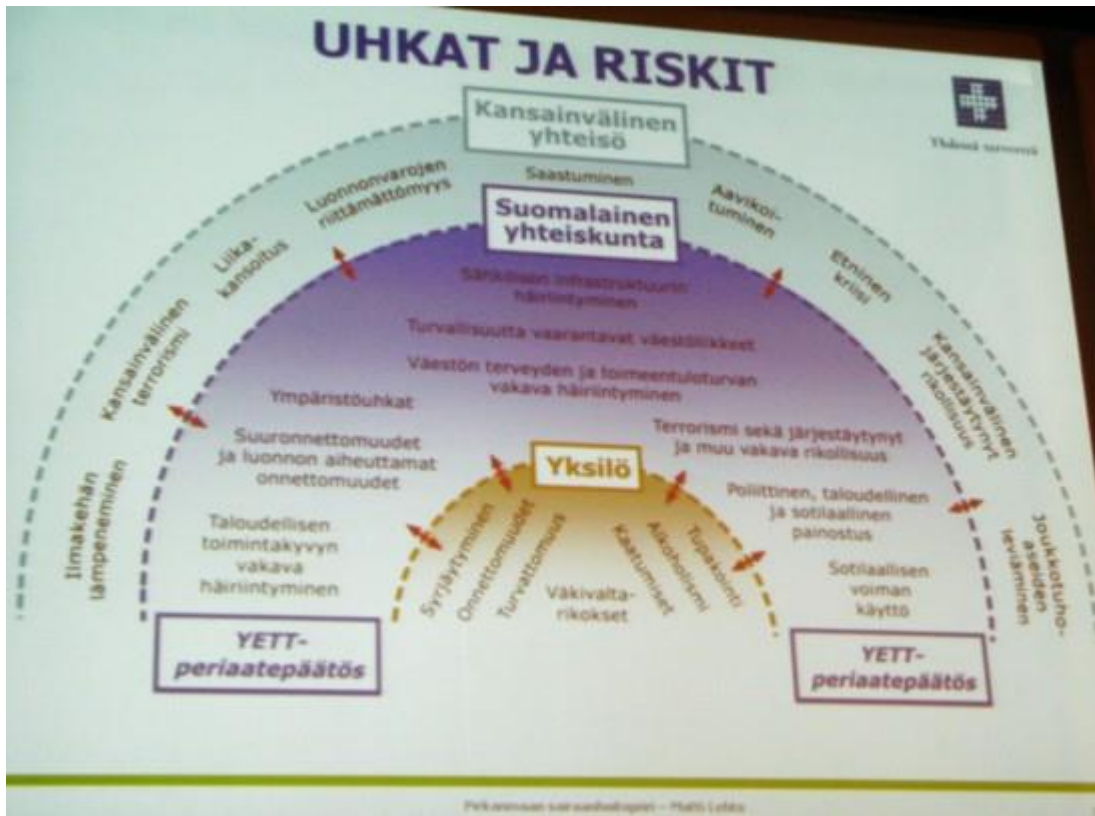 UHKAT JA RISKIT
Kansainvälinen
yhteisö
Ilmakehän
lämpeneminen
Kansainvälinen
terrorismi
Liika-
kansoitus
Luonnonvarojen
riittämättömyys
Saastuminen
Aavikoi-
tuminen
Etninen
kriisi
Kansainvälinen
järjestäytynyt
rikollisuus
Joukkotuho-
aseiden
leviäminen
Suomalainen
yhteiskunta
Sähköisen infrastruktuurin
häiriintyminen
Turvallisuutta vaarantavat väestöliikkeet
Väestön terveyden ja toimeentuloturvan
vakava häiriintyminen
Ympäristöuhkat
Suuronnettomuudet
ja luonnon aiheuttamat
onnettomuudet
Taloudellisen
toimintakyvyn
vakava
häiriintyminen
Terrorismi sekä järjestäytynyt
ja muu vakava rikollisuus
Poliittinen, taloudellinen
ja sotilaallinen
painostus
Sotilaallisen
voiman
käyttö
Yksilö
Syrjäytyminen
Onnettomuudet
Turvattomuus
Väkivalta-
rikokset
Kaatumiset
Alkoholismi
Tupakointi
YETT-
periaatepäätös
YETT-
periaatepäätös
Pirkanmaan sairaanhoitopiiri – Matti Lehto